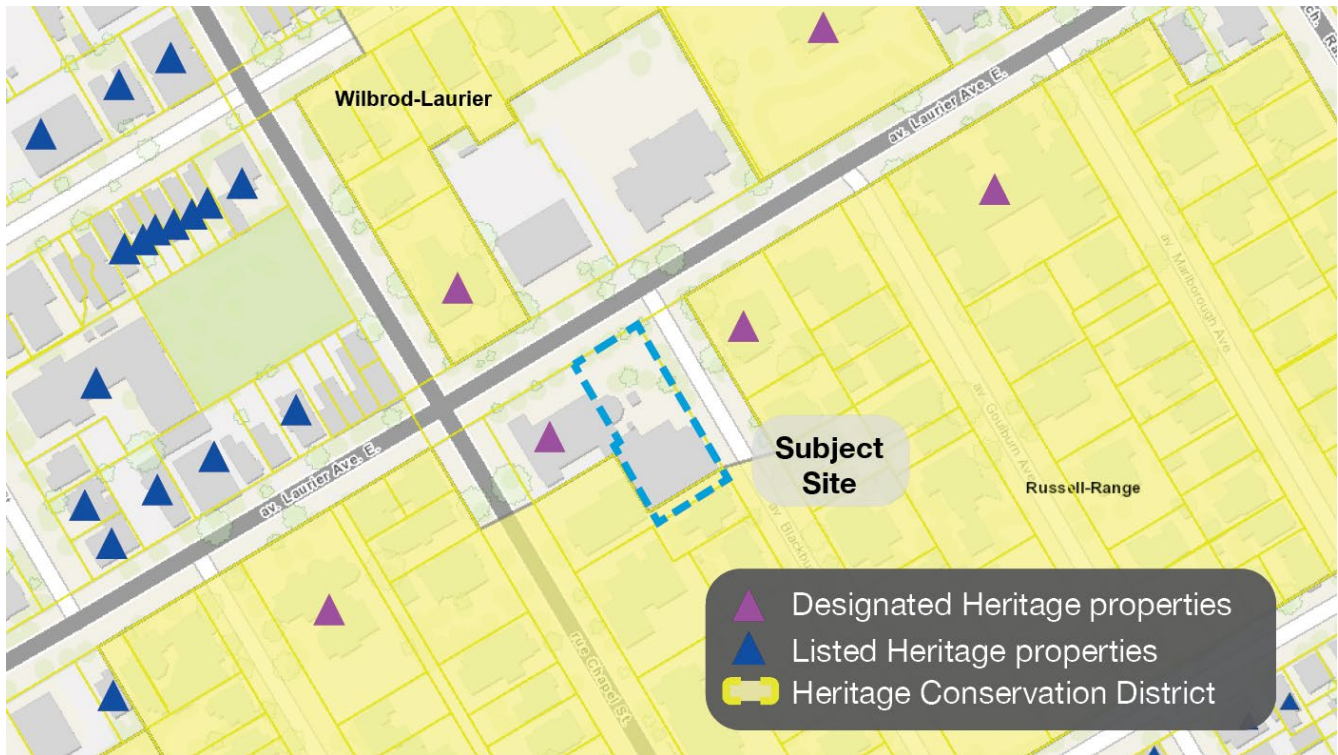 Wilbrod-Laurier
av. Laurier Ave. E.
av. Marlborough Ave
av. Goulburn Ave.
Subject
Site
Russell-Range
av. Laurier Ave. E.
rue Chapel St.
Designated Heritage properties
Listed Heritage properties
Heritage Conservation District